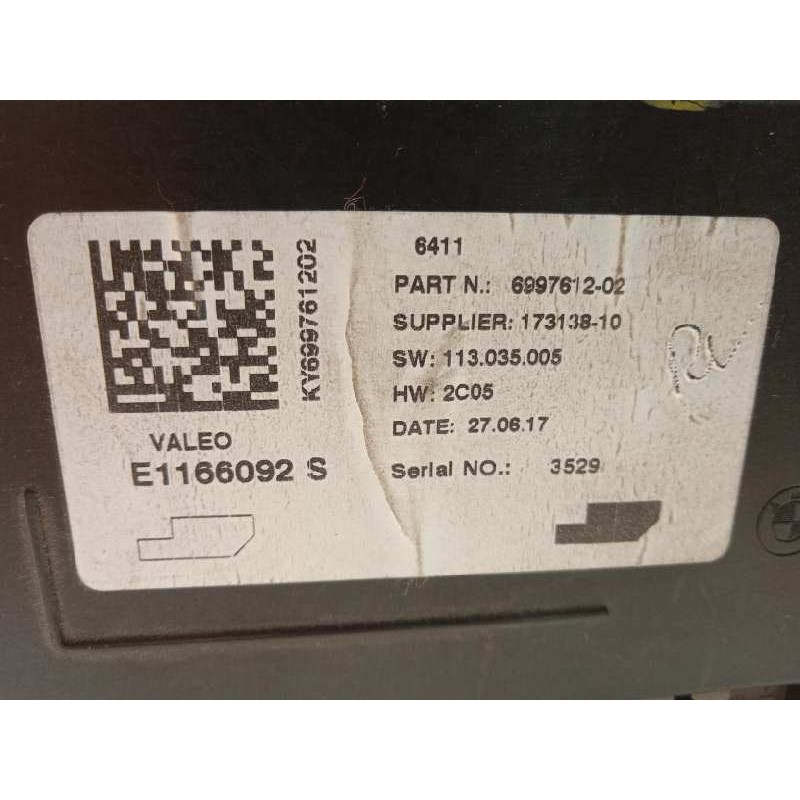 6411
PART N.: 6997612-02
SUPPLIER: 173138-10
SW: 113.035.005
HW: 2C05
DATE: 27.06.17
Serial NO.: 3529
KY699761202
VALEO
E1166092 S